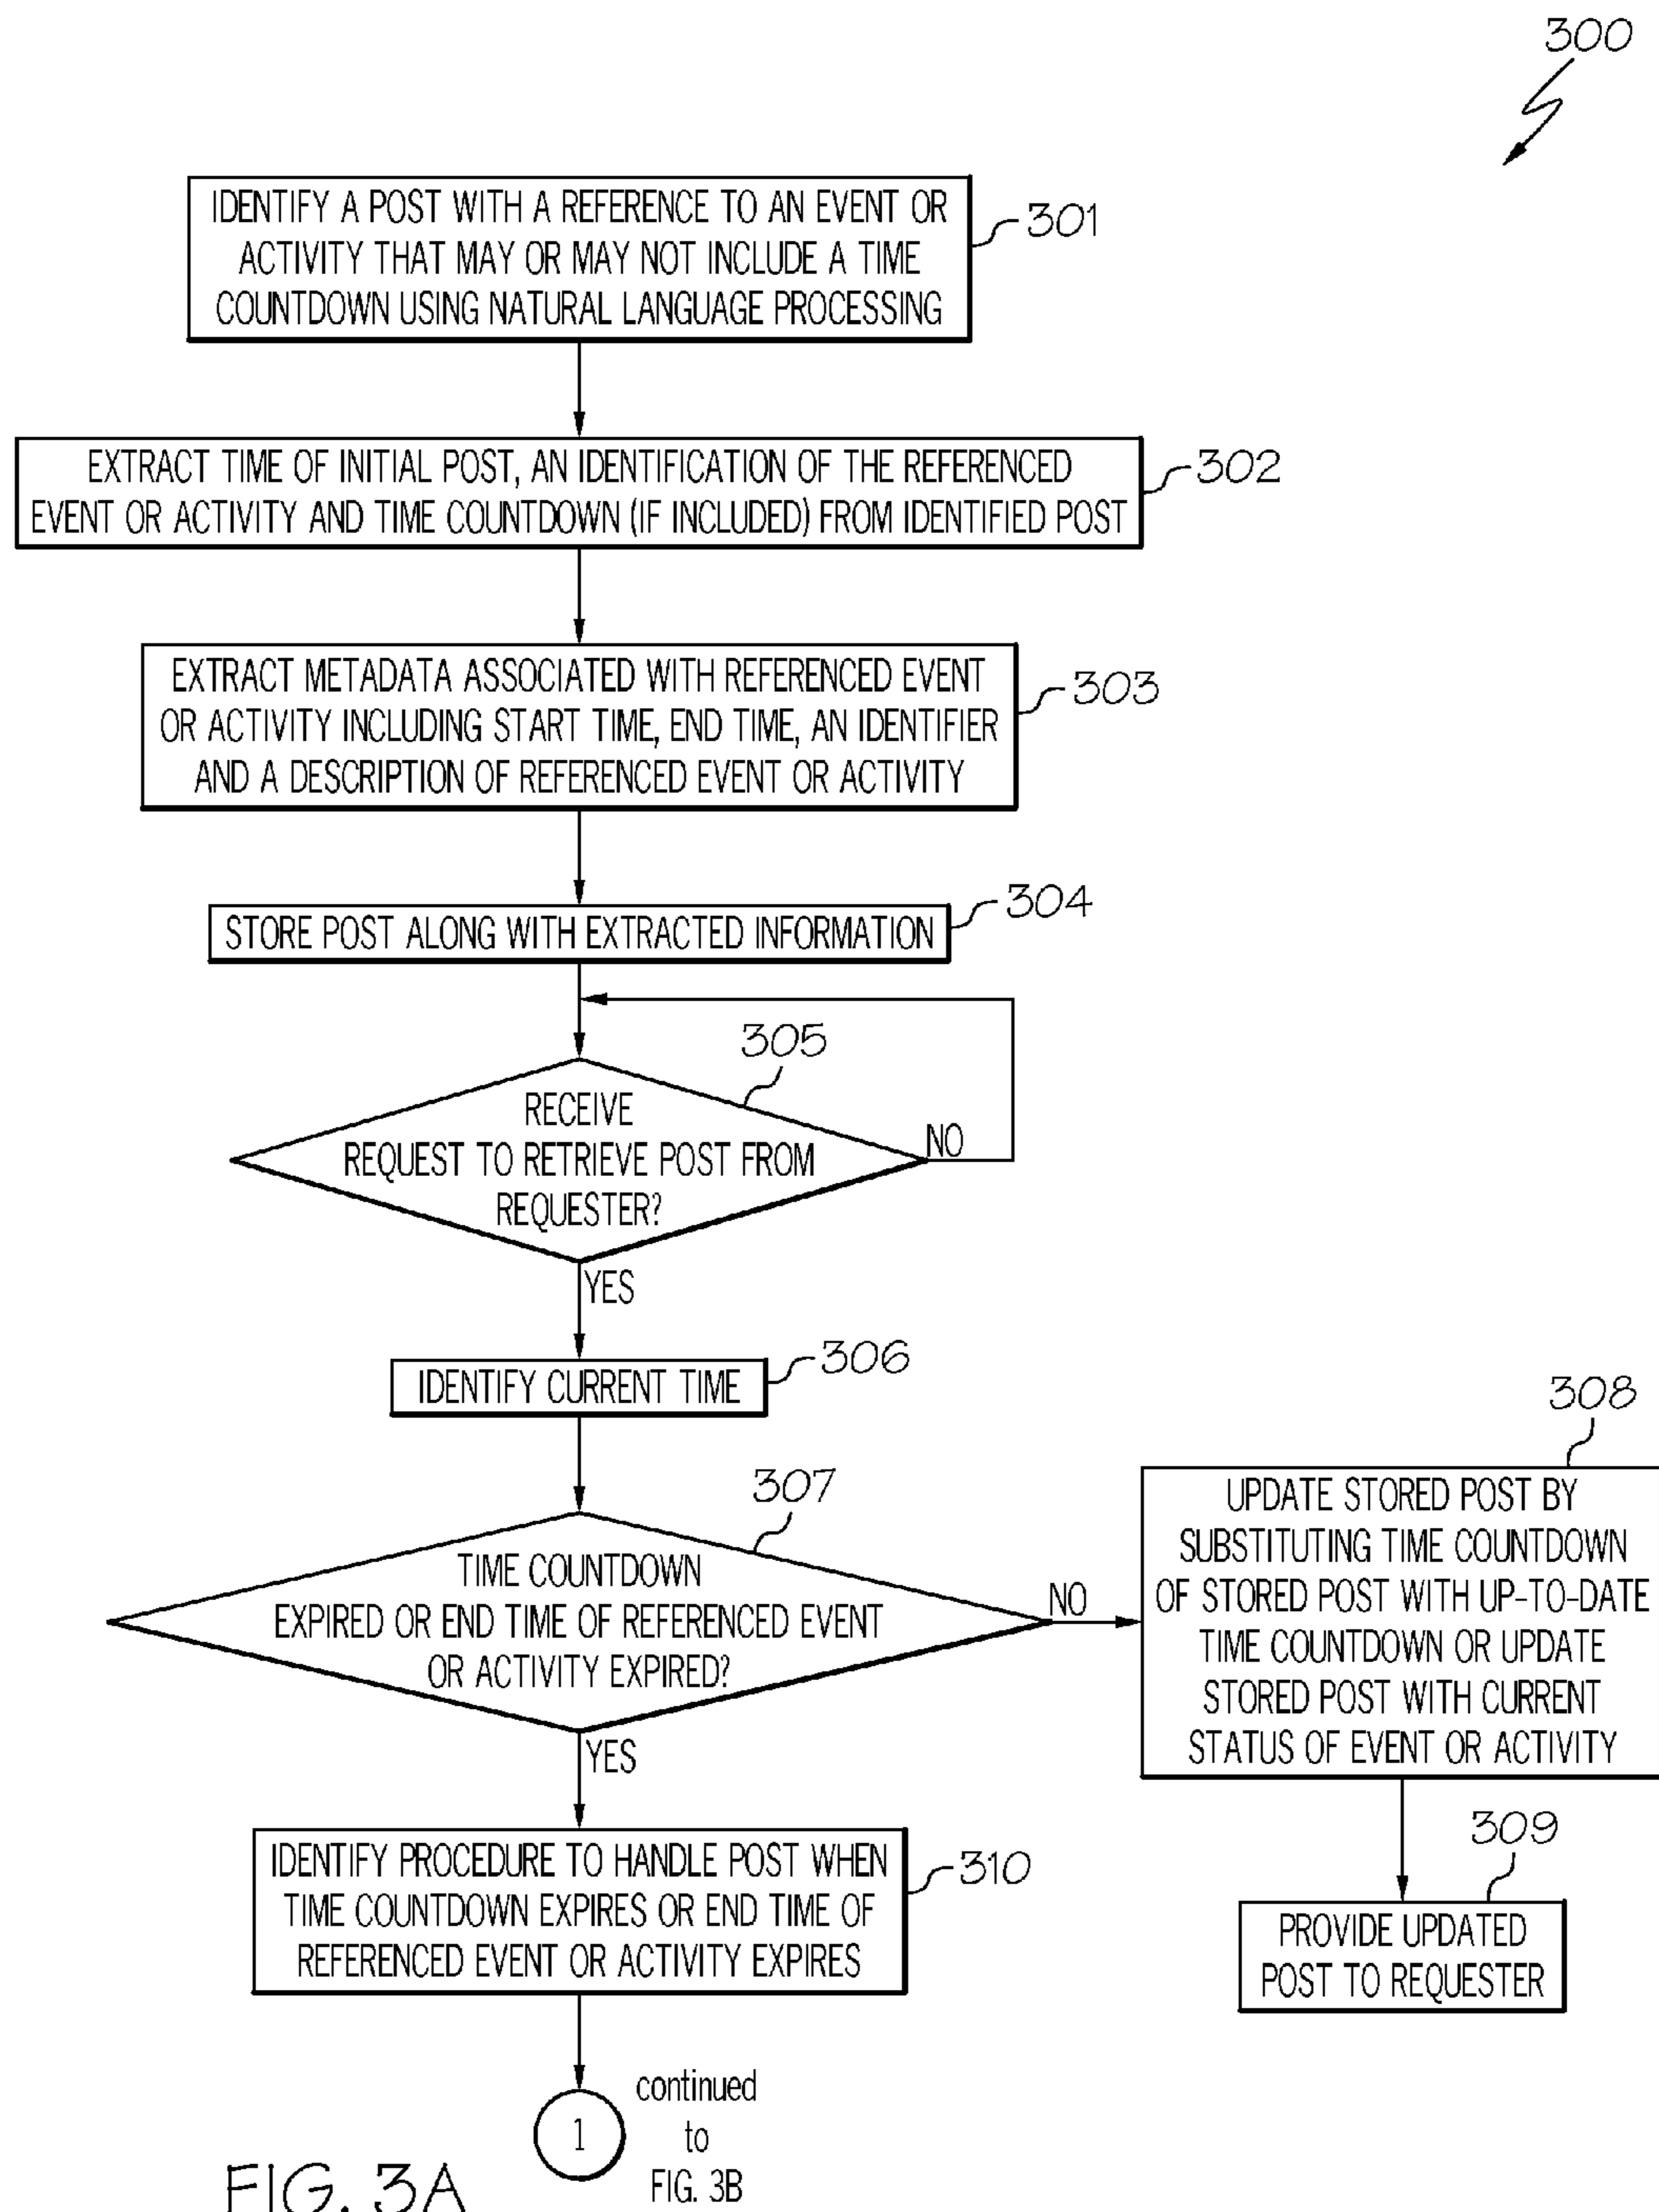 300
IDENTIFY A POST WITH A REFERENCE TO AN EVENT OR
ACTIVITY THAT MAY OR MAY NOT INCLUDE A TIME
COUNTDOWN USING NATURAL LANGUAGE PROCESSING
301
EXTRACT TIME OF INITIAL POST, AN IDENTIFICATION OF THE REFERENCED
EVENT OR ACTIVITY AND TIME COUNTDOWN (IF INCLUDED) FROM IDENTIFIED POST
302
EXTRACT METADATA ASSOCIATED WITH REFERENCED EVENT
OR ACTIVITY INCLUDING START TIME, END TIME, AN IDENTIFIER
AND A DESCRIPTION OF REFERENCED EVENT OR ACTIVITY
303
STORE POST ALONG WITH EXTRACTED INFORMATION
304
305
RECEIVE
REQUEST TO RETRIEVE POST FROM
REQUESTER?
NO
YES
IDENTIFY CURRENT TIME
306
307
TIME COUNTDOWN
EXPIRED OR END TIME OF REFERENCED EVENT
OR ACTIVITY EXPIRED?
NO
YES
308
UPDATE STORED POST BY
SUBSTITUTING TIME COUNTDOWN
OF STORED POST WITH UP-TO-DATE
TIME COUNTDOWN OR UPDATE
STORED POST WITH CURRENT
STATUS OF EVENT OR ACTIVITY
309
PROVIDE UPDATED
POST TO REQUESTER
IDENTIFY PROCEDURE TO HANDLE POST WHEN
TIME COUNTDOWN EXPIRES OR END TIME OF
REFERENCED EVENT OR ACTIVITY EXPIRES
310
1
continued
to
FIG. 3B
FIG. 3A